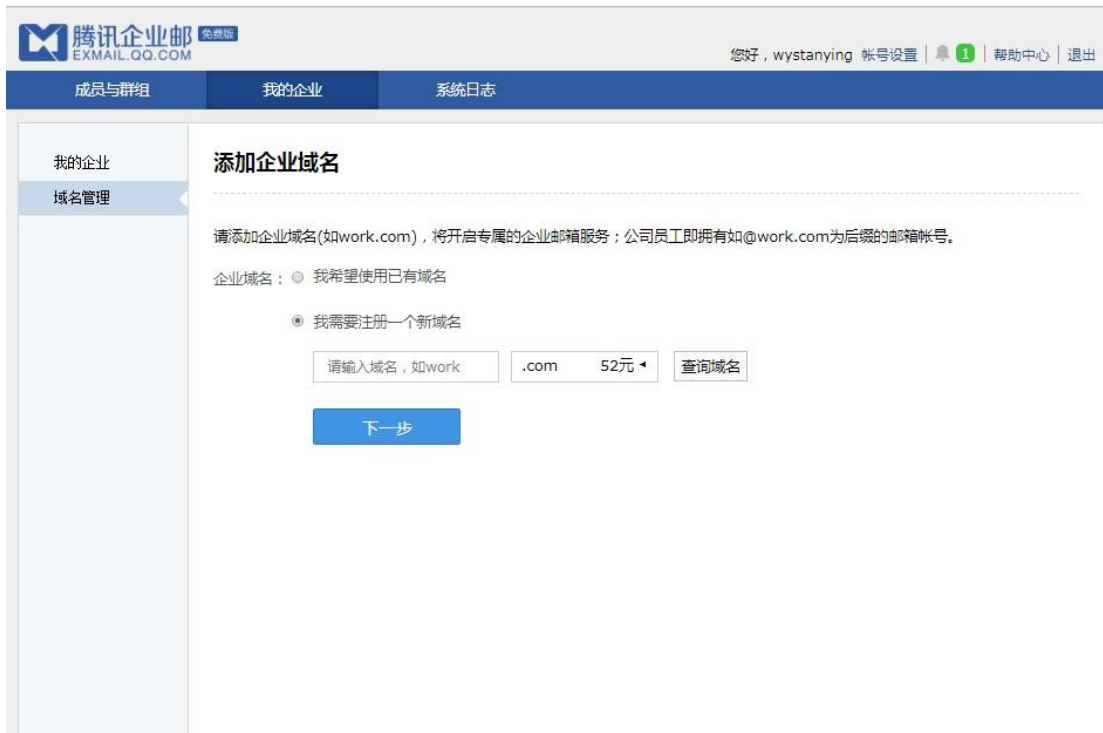 腾讯企业邮 免费版
EXMAIL.QQ.COM
您好，wystanying 帐号设置 | 1 | 帮助中心 | 退出
成员与群组 我的企业 系统日志
我的企业
域名管理
添加企业域名
请添加企业域名(如work.com)，将开启专属的企业邮箱服务；公司员工即拥有如@work.com为后缀的邮箱帐号。
企业域名： 我希望使用已有域名
我需要注册一个新域名
请输入域名，如work .com 52元 查询域名
下一步